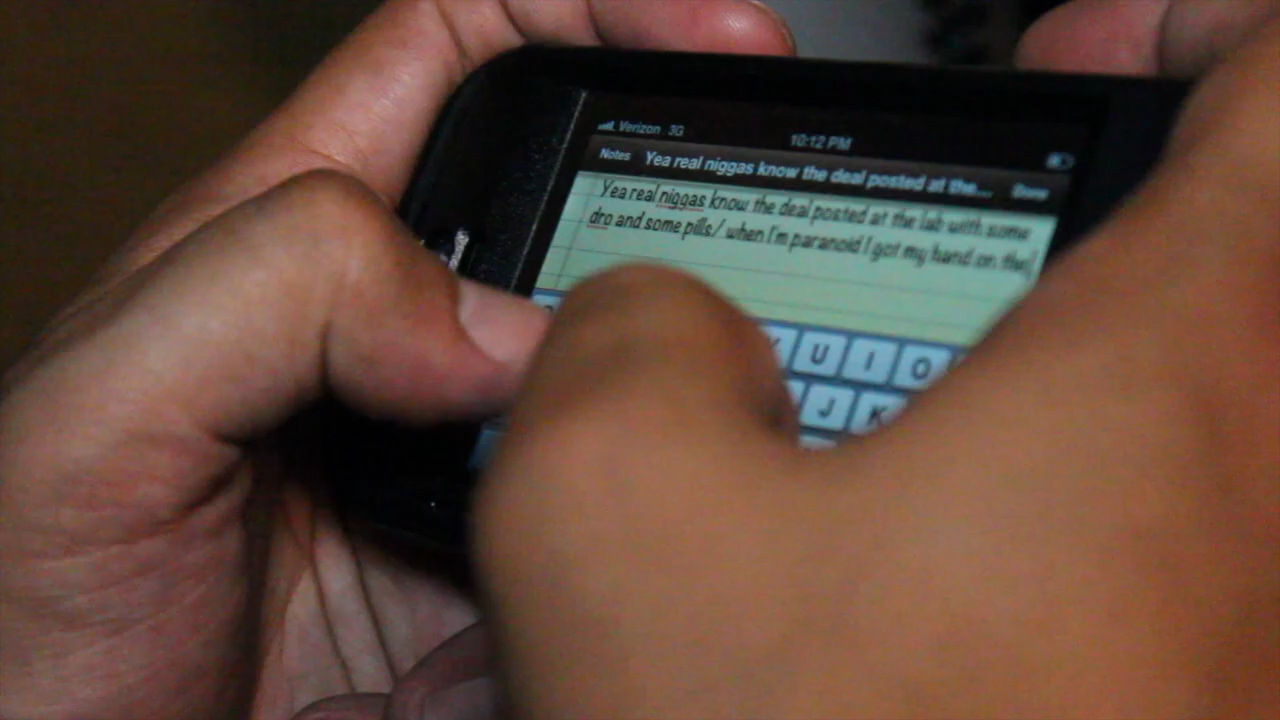 Verizon 3G 10:12 PM
Notes Yea real niggas know the deal posted at the... Done
Yea real niggas know the deal posted at the lab with some
dro and some pills/ when I'm paranoid I got my hand on the
U I O
J K